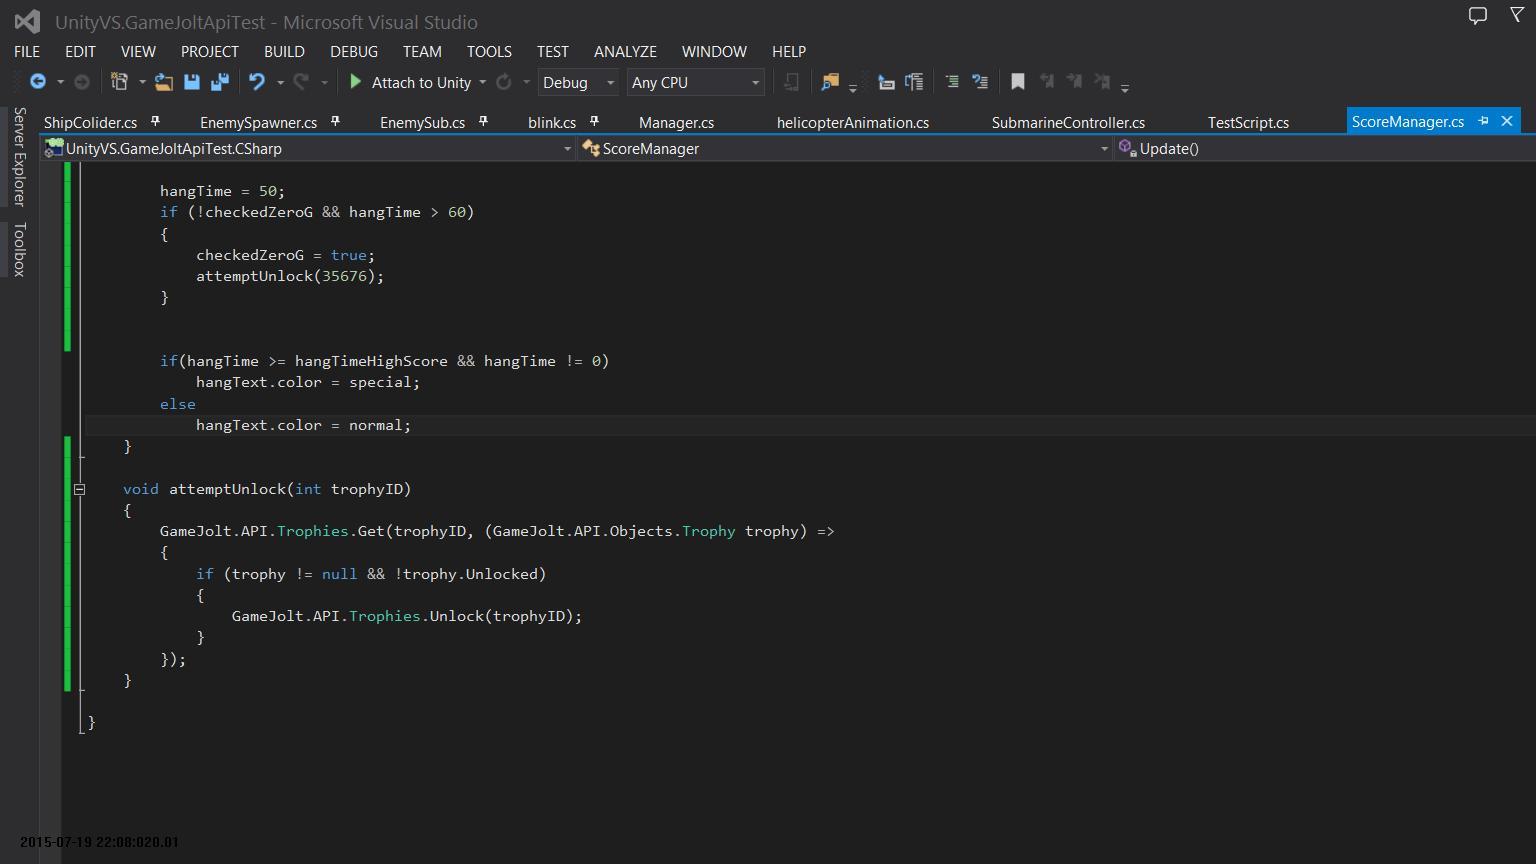 UnityVS.GameJoltApiTest - Microsoft Visual Studio
FILE EDIT VIEW PROJECT BUILD DEBUG TEAM TOOLS TEST ANALYZE WINDOW HELP
Attach to Unity Debug Any CPU
ShipColider.cs EnemySpawner.cs EnemySub.cs blink.cs Manager.cs helicopterAnimation.cs SubmarineController.cs TestScript.cs ScoreManager.cs
UnityVS.GameJoltApiTest.CSharp ScoreManager Update()
Server Explorer
Toolbox
hangTime = 50;
if (!checkedZeroG && hangTime > 60)
{
checkedZeroG = true;
attemptUnlock(35676);
}
if(hangTime >= hangTimeHighScore && hangTime != 0)
hangText.color = special;
else
hangText.color = normal;
}
void attemptUnlock(int trophyID)
{
GameJolt.API.Trophies.Get(trophyID, (GameJolt.API.Objects.Trophy trophy) =>
{
if (trophy != null && !trophy.Unlocked)
{
GameJolt.API.Trophies.Unlock(trophyID);
}
});
}
}
2015-07-19 22:08:020.01